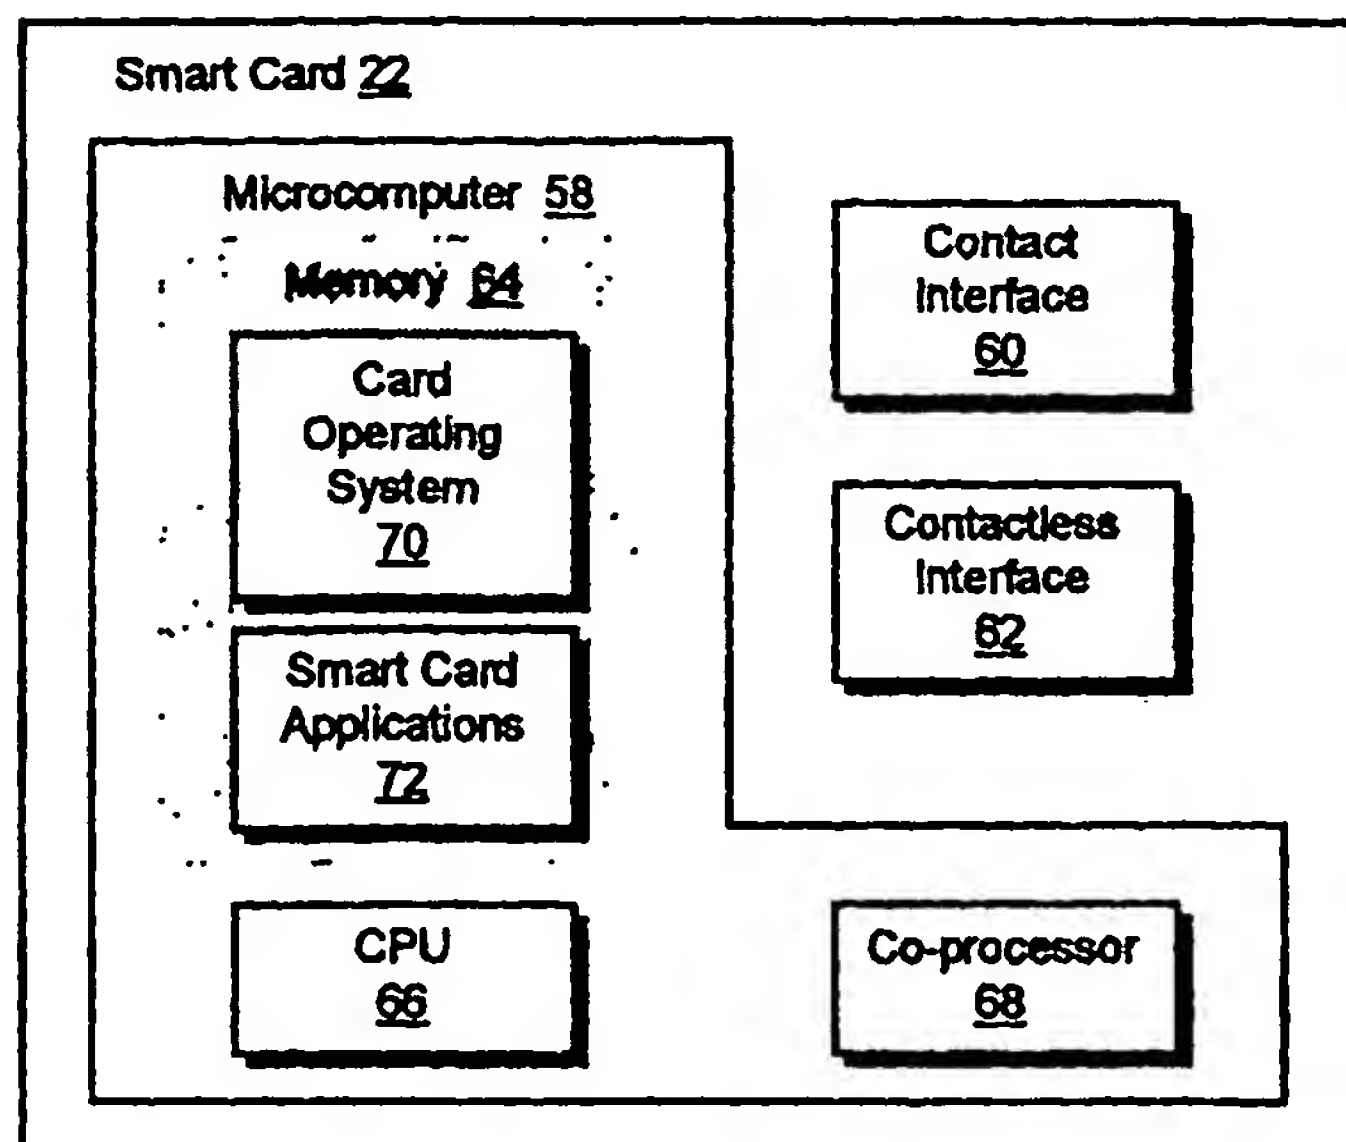 Smart Card 22
Microcomputer 58
Memory 64
Card
Operating
System
70
Smart Card
Applications
72
CPU
66
Contact
Interface
60
Contactless
Interface
62
Co-processor
68